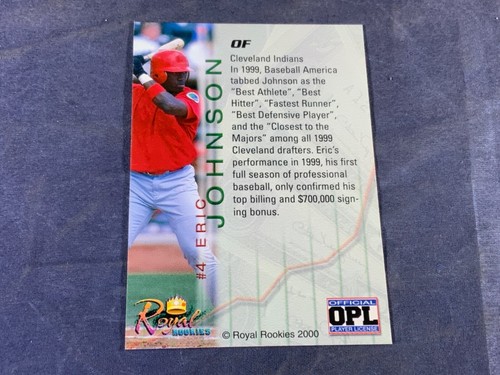 OF
Cleveland Indians
In 1999, Baseball America
tabbed Johnson as the
"Best Athlete", "Best
Hitter", "Fastest Runner",
"Best Defensive Player",
and the "Closest to the
Majors" among all 1999
Cleveland drafters. Eric's
performance in 1999, his first
full season of professional
baseball, only confirmed his
top billing and $700,000 sign-
ing bonus.
#4 ERIC
JOHNSON
Royal
ROOKIES
© Royal Rookies 2000
OFFICIAL
OPL
PLAYER LICENSE